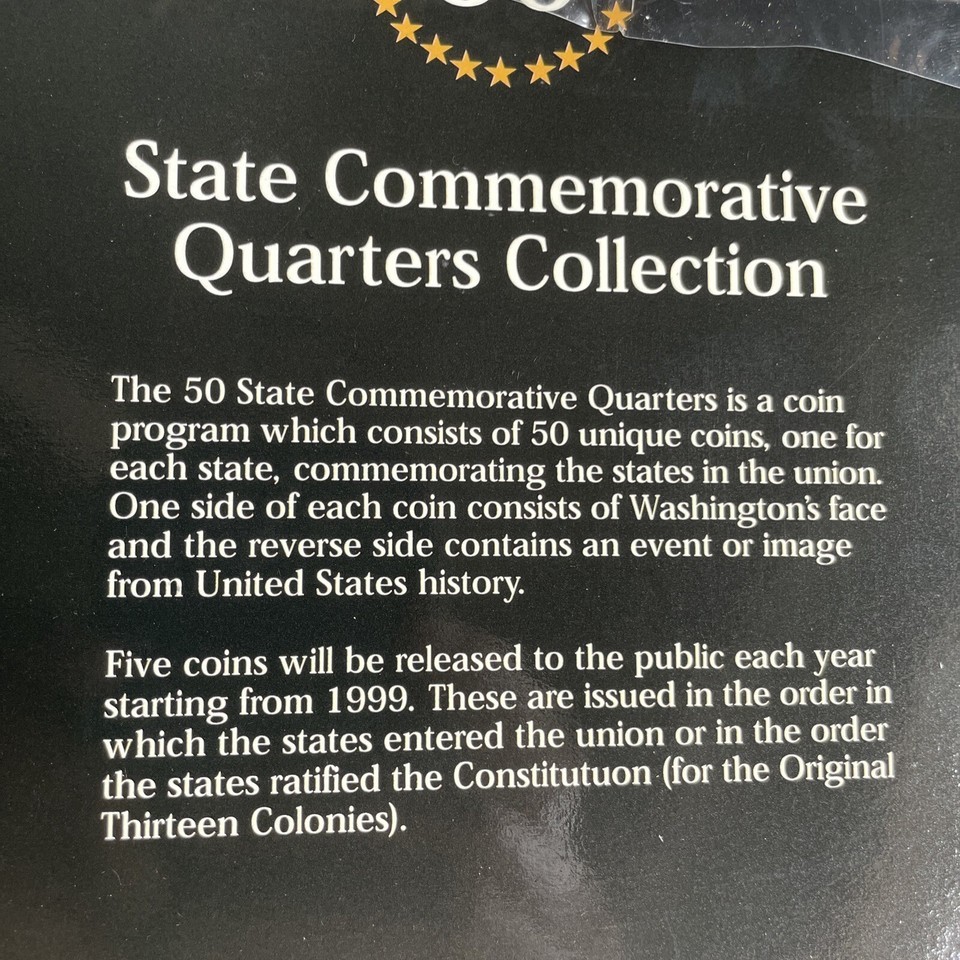 State Commemorative
Quarters Collection
The 50 State Commemorative Quarters is a coin
program which consists of 50 unique coins, one for
each state, commemorating the states in the union.
One side of each coin consists of Washington's face
and the reverse side contains an event or image
from United States history.
Five coins will be released to the public each year
starting from 1999. These are issued in the order in
which the states entered the union or in the order
the states ratified the Constitutuon (for the Original
Thirteen Colonies).